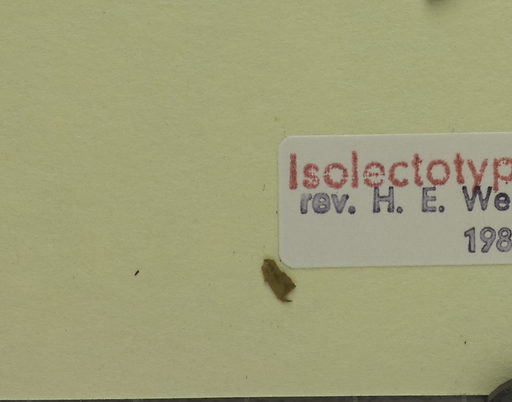 Isolectotyp
rev. H. E. We
198